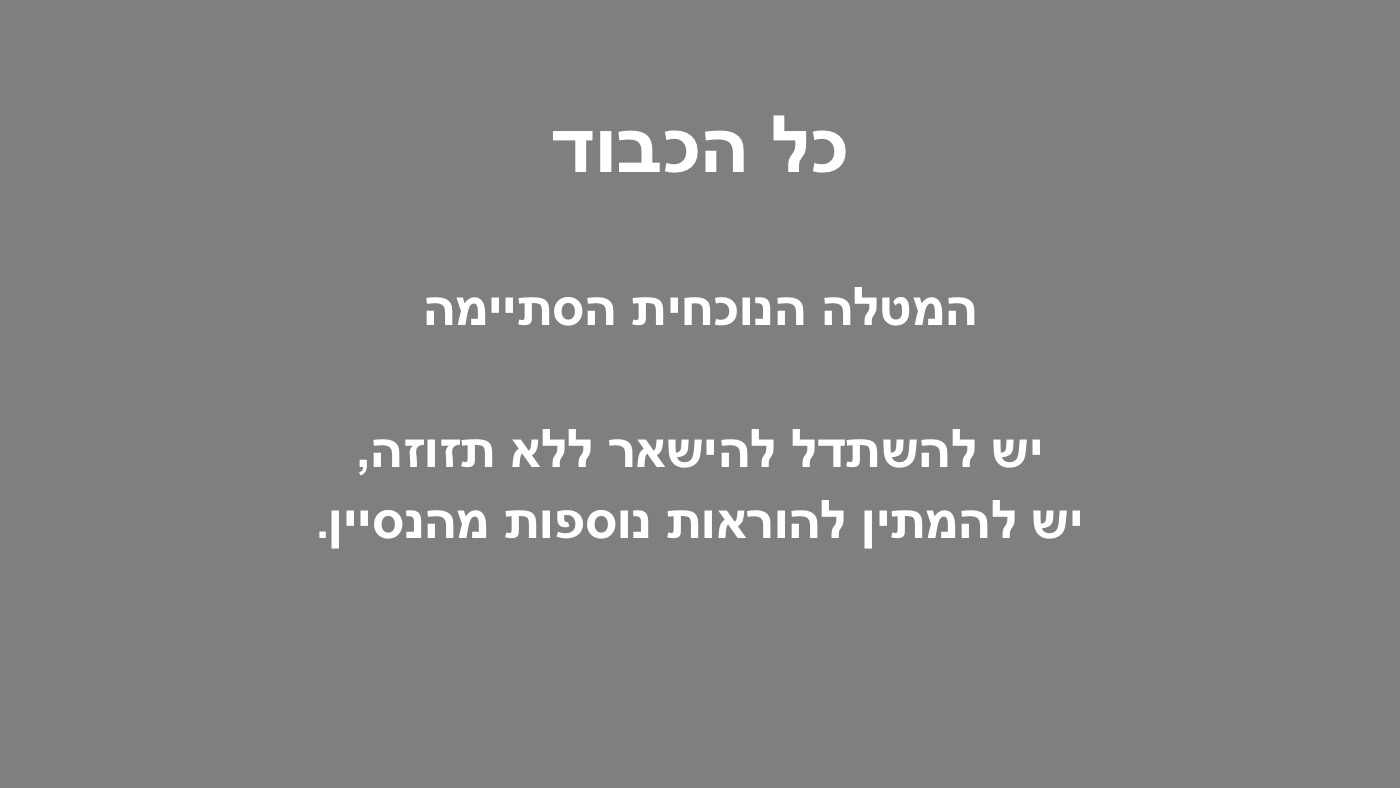 כל הכבוד
המטלה הנוכחית הסתיימה
יש להשתדל להישאר ללא תזוזה,
יש להמתין להוראות נוספות מהנסיין.